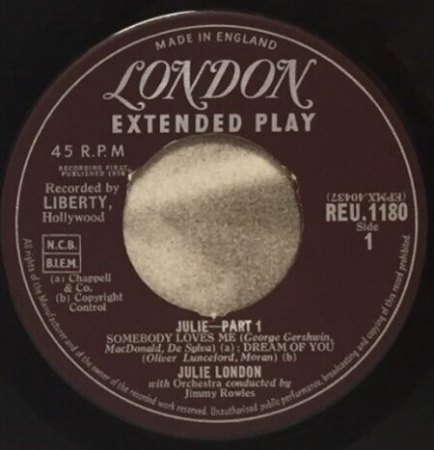 MADE IN ENGLAND
LONDON
EXTENDED PLAY
45 R.P.M
RECORDING FIRST
PUBLISHED 1958
Recorded by
LIBERTY,
Hollywood
(EPMX.40437)
REU.1180
Side
1
N.C.B.
B.I.E.M.
(a) Chappell
& Co.
(b) Copyright
Control
JULIE—PART 1
SOMEBODY LOVES ME (George Gershwin,
MacDonald, De Sylva) (a); DREAM OF YOU
(Oliver Lunceford, Moran) (b)
JULIE LONDON
with Orchestra conducted by
Jimmy Rowles
All rights of the Manufacturer and of the owner of the recorded work reserved. Unauthorised public performance, broadcasting and copying of this record prohibited